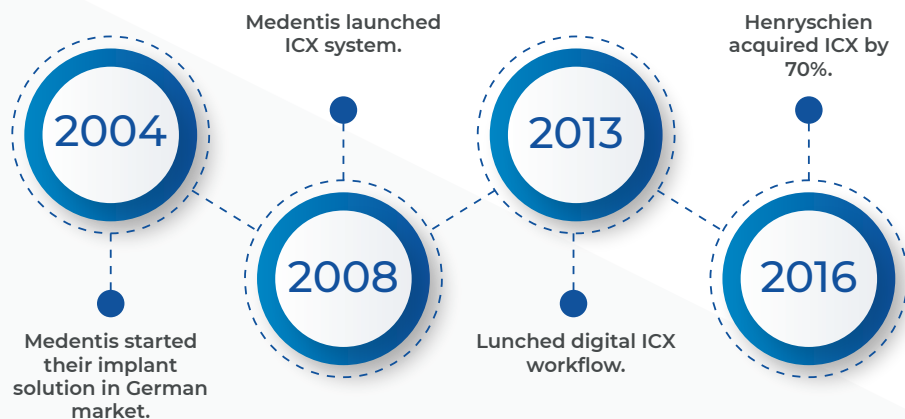 2004
Medentis started
their implant
solution in German
market.
Medentis launched
ICX system.
2008
2013
Lunched digital ICX
workflow.
Henryschien
acquired ICX by
70%.
2016